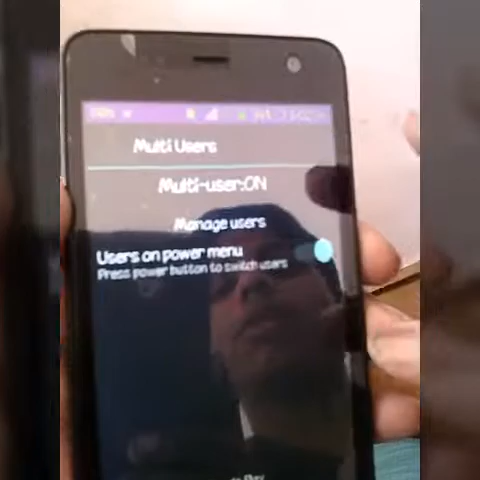 Multi Users
Multi-user:ON
Manage users
Users on power menu
Press power button to switch users